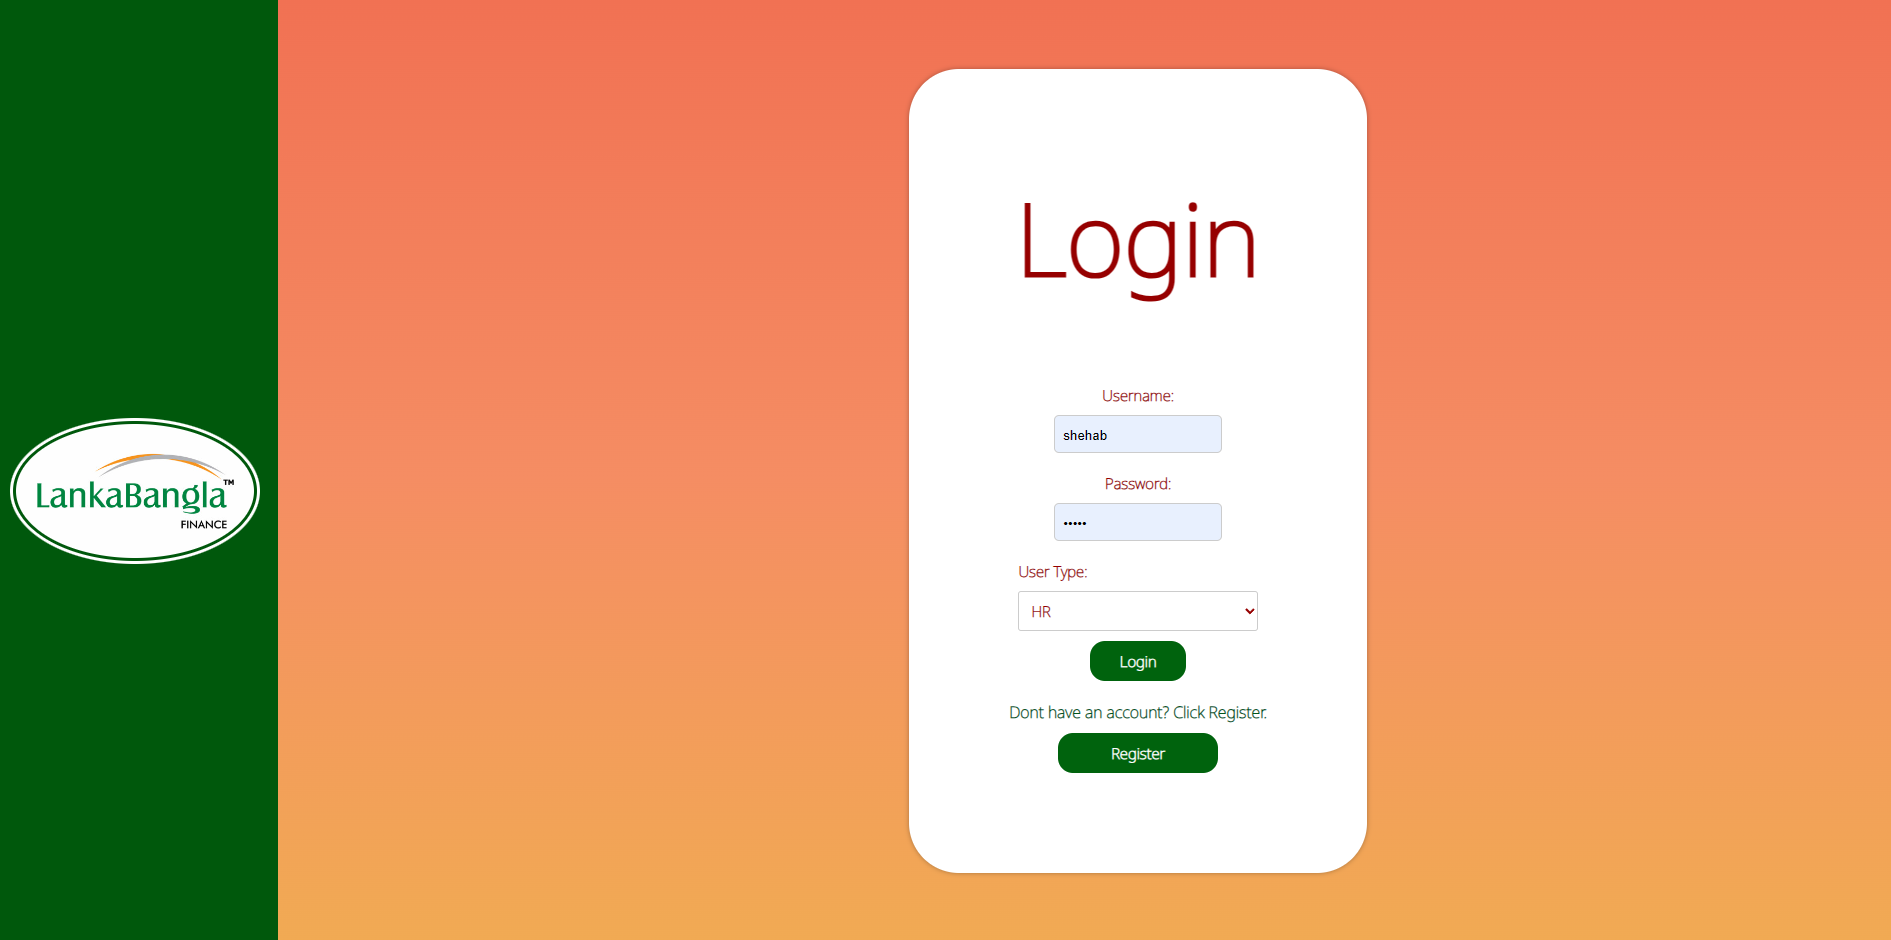 LankaBangla™
FINANCE
Login
Username:
shehab
Password:
•••••
User Type:
HR
Login
Dont have an account? Click Register.
Register